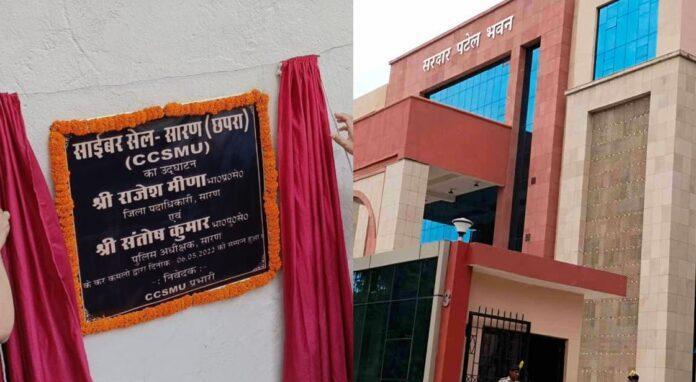 साईबर सेल- सारण (छपरा)
(CCSMU)
का उद्घाटन
श्री राजेश मीणा भा०प्र०से०
जिला पदाधिकारी, सारण
एवं
श्री संतोष कुमार भा०पु०से०
पुलिस अधीक्षक, सारण
के कर कमलो द्वारा दिनांक -06.05.2022 को सम्पन्न हुआ
-: निवेदक :-
CCSMU प्रभारी
सरदार पटेल भवन